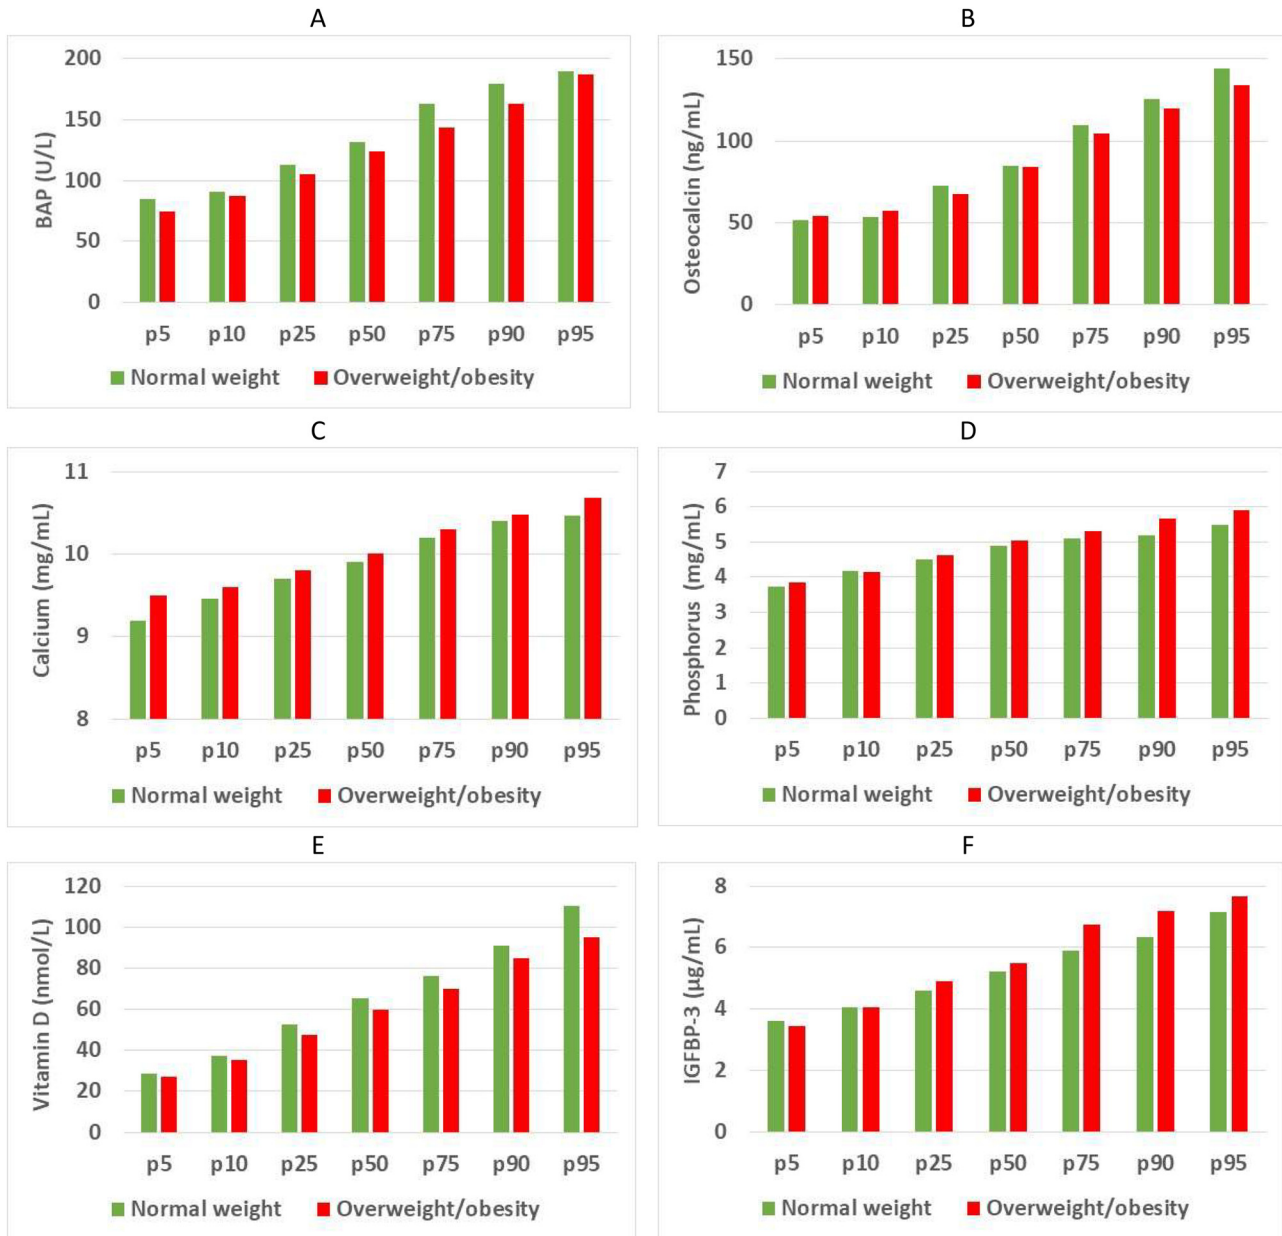 A
BAP (U/L)
200
150
100
50
0
p5 p10 p25 p50 p75 p90 p95
Normal weight Overweight/obesity
B
Osteocalcin (ng/mL)
150
100
50
0
p5 p10 p25 p50 p75 p90 p95
Normal weight Overweight/obesity
C
Calcium (mg/mL)
11
10
9
8
p5 p10 p25 p50 p75 p90 p95
Normal weight Overweight/obesity
D
Phosphorus (mg/mL)
7
6
5
4
3
2
1
0
p5 p10 p25 p50 p75 p90 p95
Normal weight Overweight/obesity
E
Vitamin D (nmol/L)
120
100
80
60
40
20
0
p5 p10 p25 p50 p75 p90 p95
Normal weight Overweight/obesity
F
IGFBP-3 (µg/mL)
8
6
4
2
0
p5 p10 p25 p50 p75 p90 p95
Normal weight Overweight/obesity